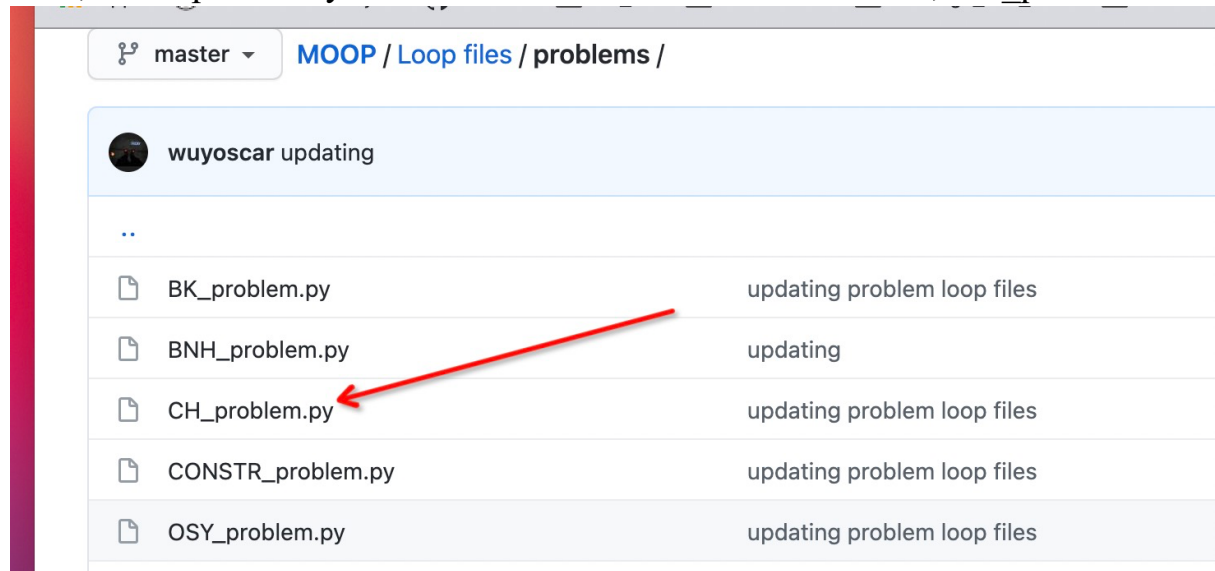 master MOOP / Loop files / problems /
wuyoscar updating
..
BK_problem.py updating problem loop files
BNH_problem.py updating
CH_problem.py updating problem loop files
CONSTR_problem.py updating problem loop files
OSY_problem.py updating problem loop files